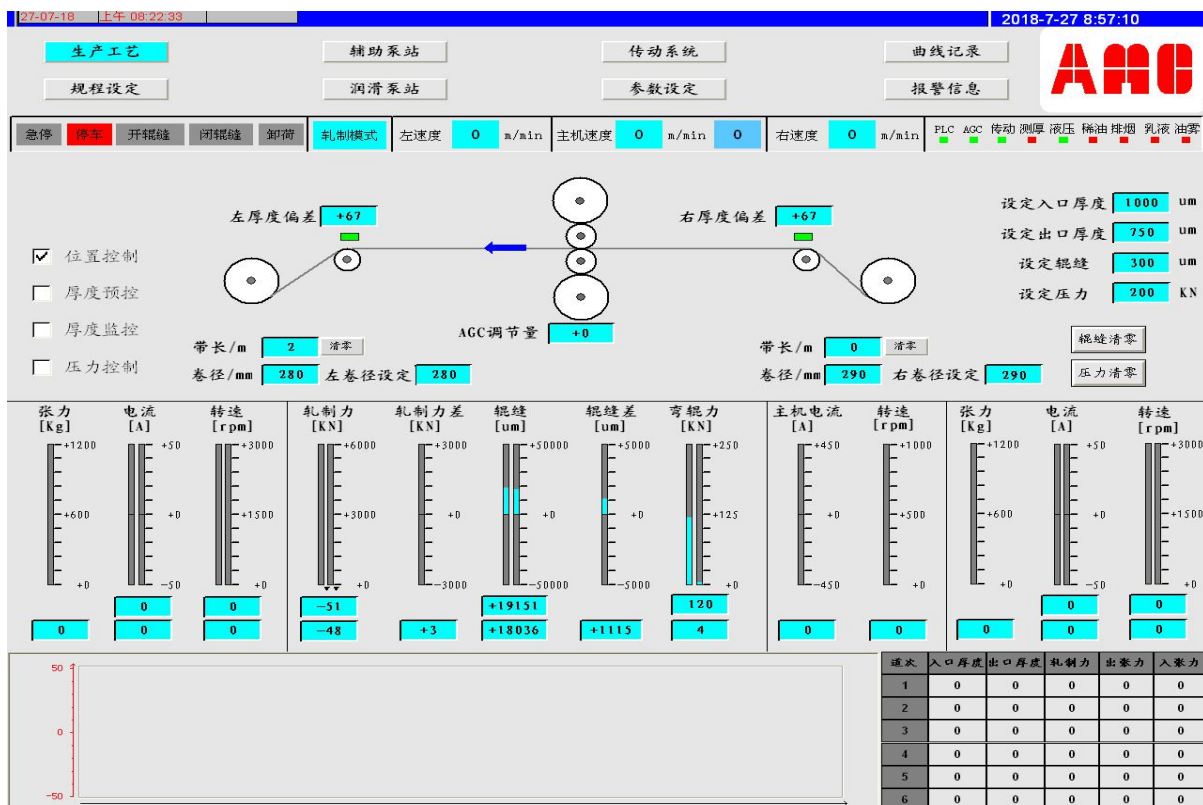 27-07-18 上午 08:22:33 2018-7-27 8:57:10
生产工艺 辅助泵站 传动系统 曲线记录
规程设定 润滑泵站 参数设定 报警信息
AMC
急停 停车 开辊缝 闭辊缝 卸荷 轧制模式 左速度 0 m/min 主机速度 0 m/min 0 右速度 0 m/min PLC AGC 传动 测厚 液压 稀油 排烟 乳液 油雾
左厚度偏差 +67 右厚度偏差 +67
设定入口厚度 1000 um
设定出口厚度 750 um
设定辊缝 300 um
设定压力 200 KN
位置控制
厚度预控
厚度监控
压力控制
AGC调节量 +0
带长/m 2 清零 带长/m 0 清零 辊缝清零
卷径/mm 280 左卷径设定 280 卷径/mm 290 右卷径设定 290 压力清零
张力 电流 转速 轧制力 轧制力差 辊缝 辊缝差 弯辊力 主机电流 转速 张力 电流 转速
[Kg] [A] [rpm] [KN] [KN] [um] [um] [KN] [A] [rpm] [Kg] [A] [rpm]
+1200 +50 +3000 +6000 +3000 +50000 +5000 +250 +450 +1000 +1200 +50 +3000
+600 +0 +1500 +3000 +0 +0 +0 +125 +0 +500 +600 +0 +1500
+0 -50 +0 +0 -3000 -50000 -5000 +0 -450 +0 +0 -50 +0
0 0 -51 +19151 120 0 0
0 0 0 -48 +3 +18036 +1115 4 0 0 0 0 0
50
0
-50
道次 入口厚度 出口厚度 轧制力 出张力 入张力
1 0 0 0 0 0
2 0 0 0 0 0
3 0 0 0 0 0
4 0 0 0 0 0
5 0 0 0 0 0
6 0 0 0 0 0